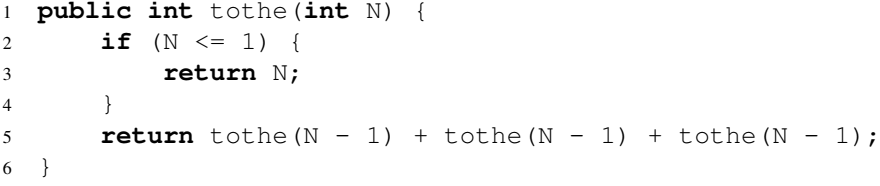 1 public int tothe(int N) {
2     if (N <= 1) {
3         return N;
4     }
5     return tothe(N - 1) + tothe(N - 1) + tothe(N - 1);
6 }